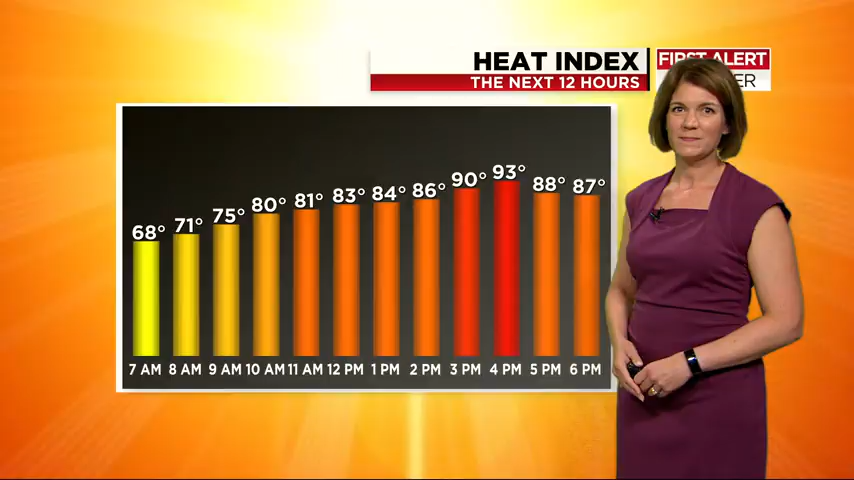 HEAT INDEX
THE NEXT 12 HOURS
FIRST ALERT
ER
68° 71° 75° 80° 81° 83° 84° 86° 90° 93° 88° 87°
7 AM 8 AM 9 AM 10 AM 11 AM 12 PM 1 PM 2 PM 3 PM 4 PM 5 PM 6 PM